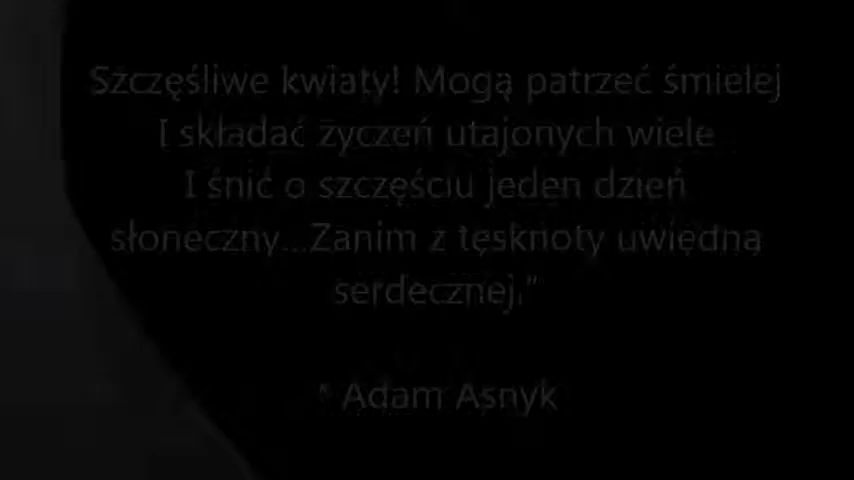 Szczęśliwe kwiaty! Mogą patrzeć śmielej
I składać życzeń utajonych wiele
I śnić o szczęściu jeden dzień
słoneczny...Zanim z tęsknoty uwiędną
serdecznej."
* Adam Asnyk